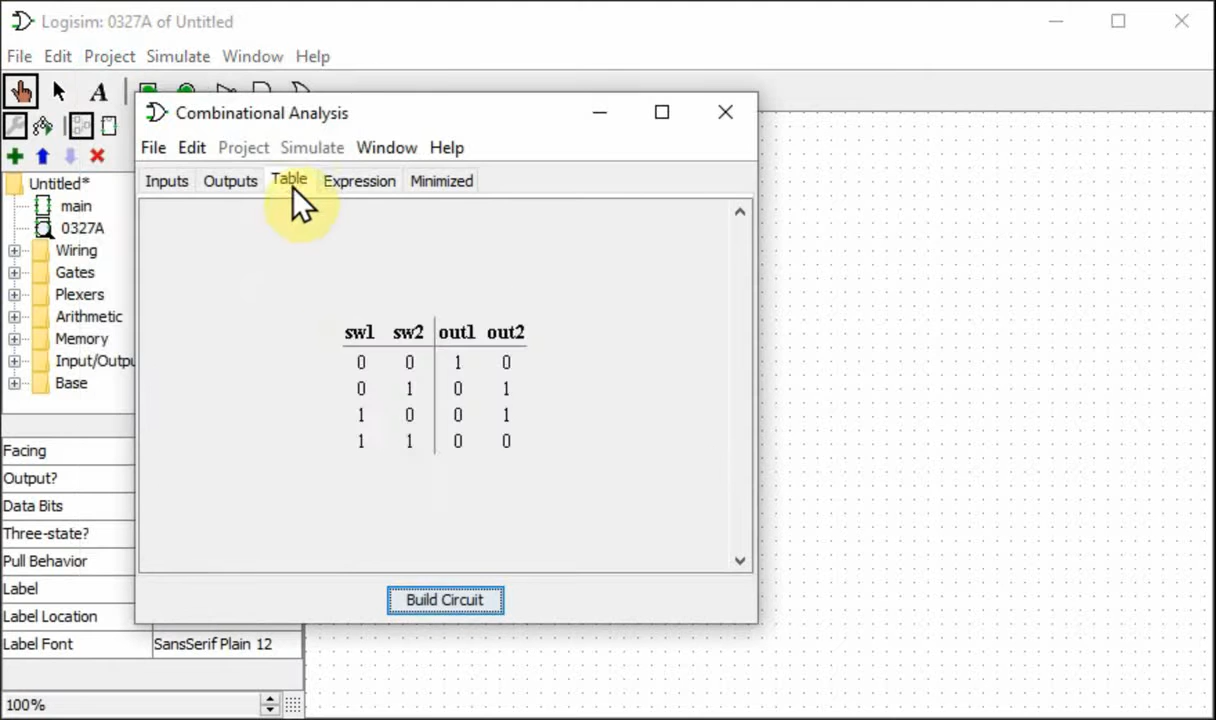 Logisim: 0327A of Untitled
File Edit Project Simulate Window Help
A
Combinational Analysis
File Edit Project Simulate Window Help
Inputs Outputs Table Expression Minimized
Untitled*
main
0327A
Wiring
Gates
Plexers
Arithmetic
Memory
Input/Outpu
Base
sw1 sw2 out1 out2
0 0 1 0
0 1 0 1
1 0 0 1
1 1 0 0
Build Circuit
Facing
Output?
Data Bits
Three-state?
Pull Behavior
Label
Label Location
Label Font SansSerif Plain 12
100%